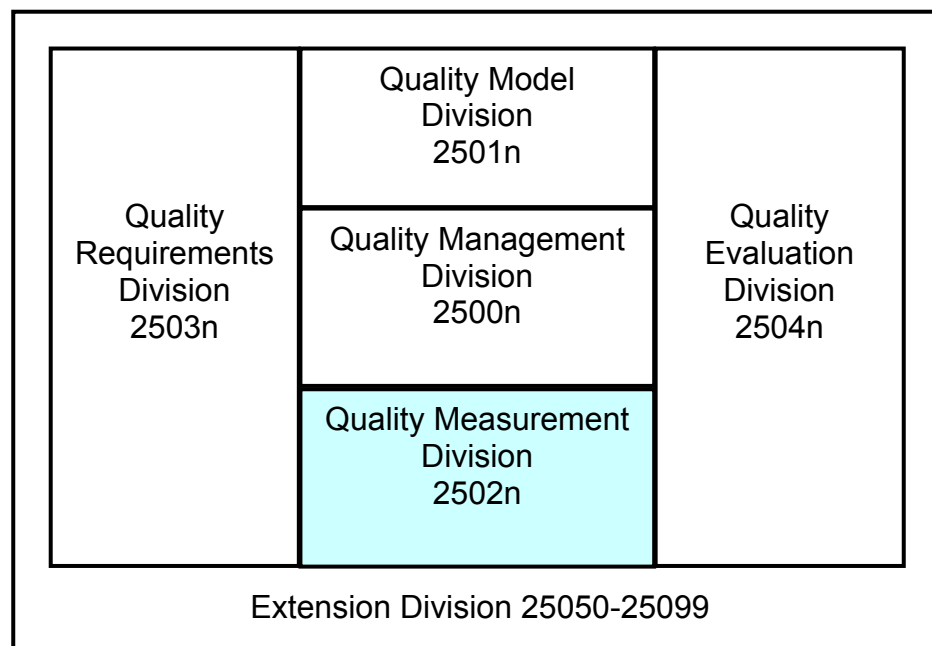 Quality
Requirements
Division
2503n
Quality Model
Division
2501n
Quality Management
Division
2500n
Quality Measurement
Division
2502n
Quality
Evaluation
Division
2504n
Extension Division 25050-25099